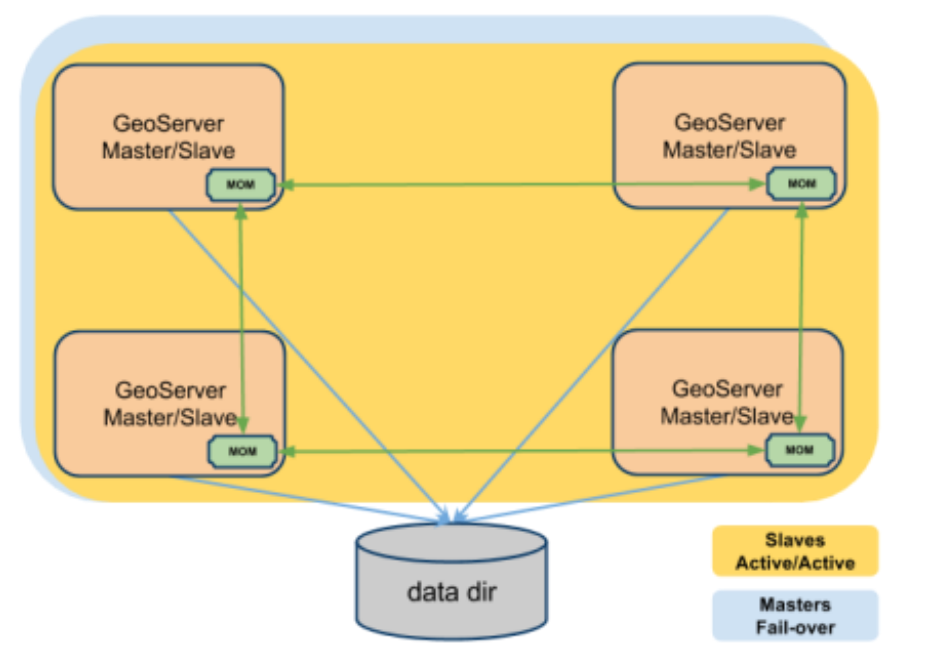 GeoServer
Master/Slave
MOM
GeoServer
Master/Slave
MOM
GeoServer
Master/Slave
MOM
GeoServer
Master/Slave
MOM
data dir
Slaves
Active/Active
Masters
Fail-over